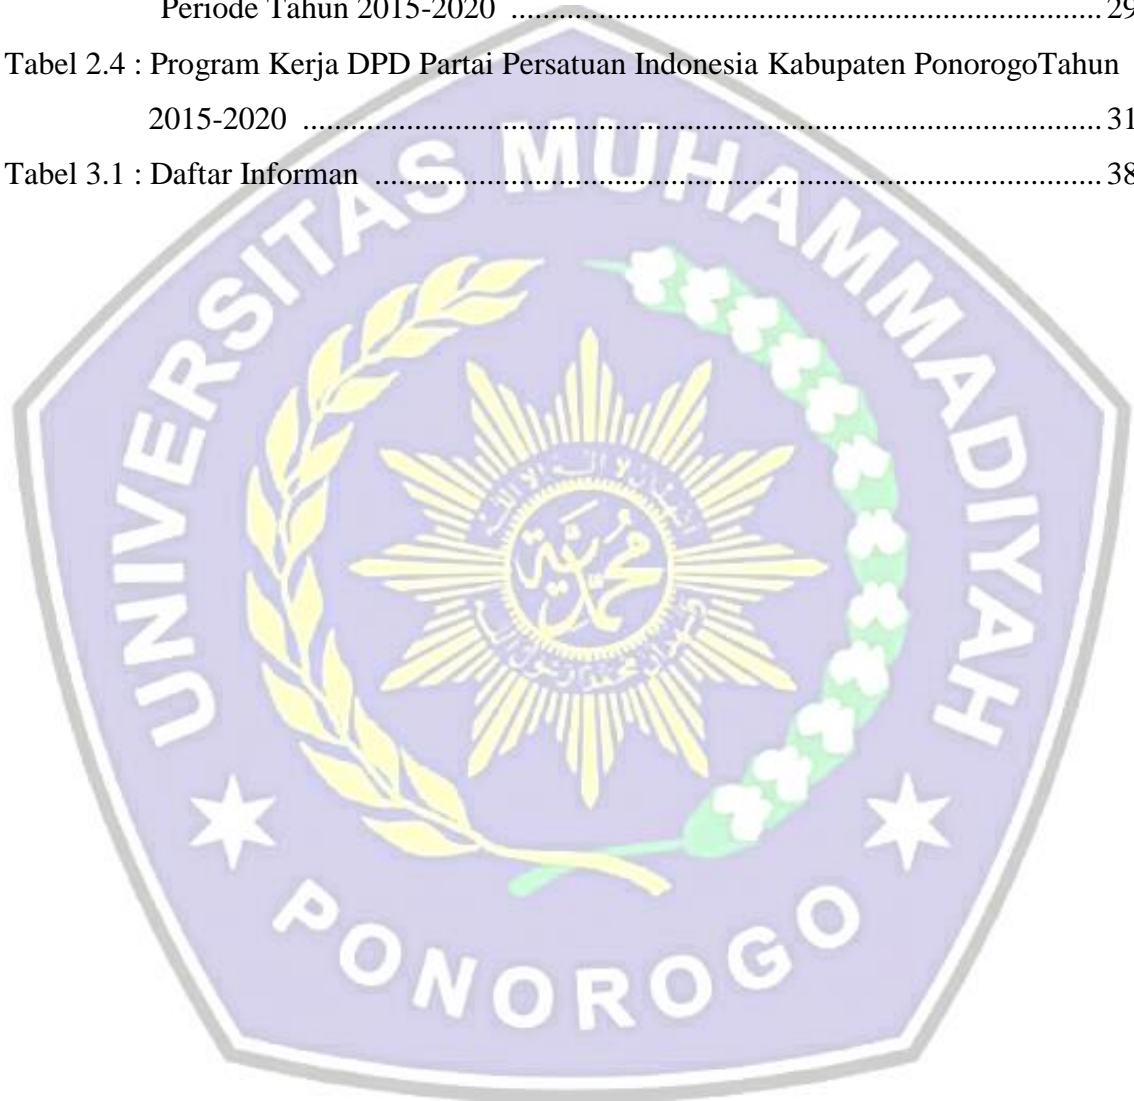 Periode Tahun 2015-2020 ........................................................................... 29
Tabel 2.4 : Program Kerja DPD Partai Persatuan Indonesia Kabupaten PonorogoTahun
2015-2020 ..................................................................................................... 31
Tabel 3.1 : Daftar Informan ............................................................................................ 38
UNIVERSITAS MUHAMMADIYAH
PONOROGO